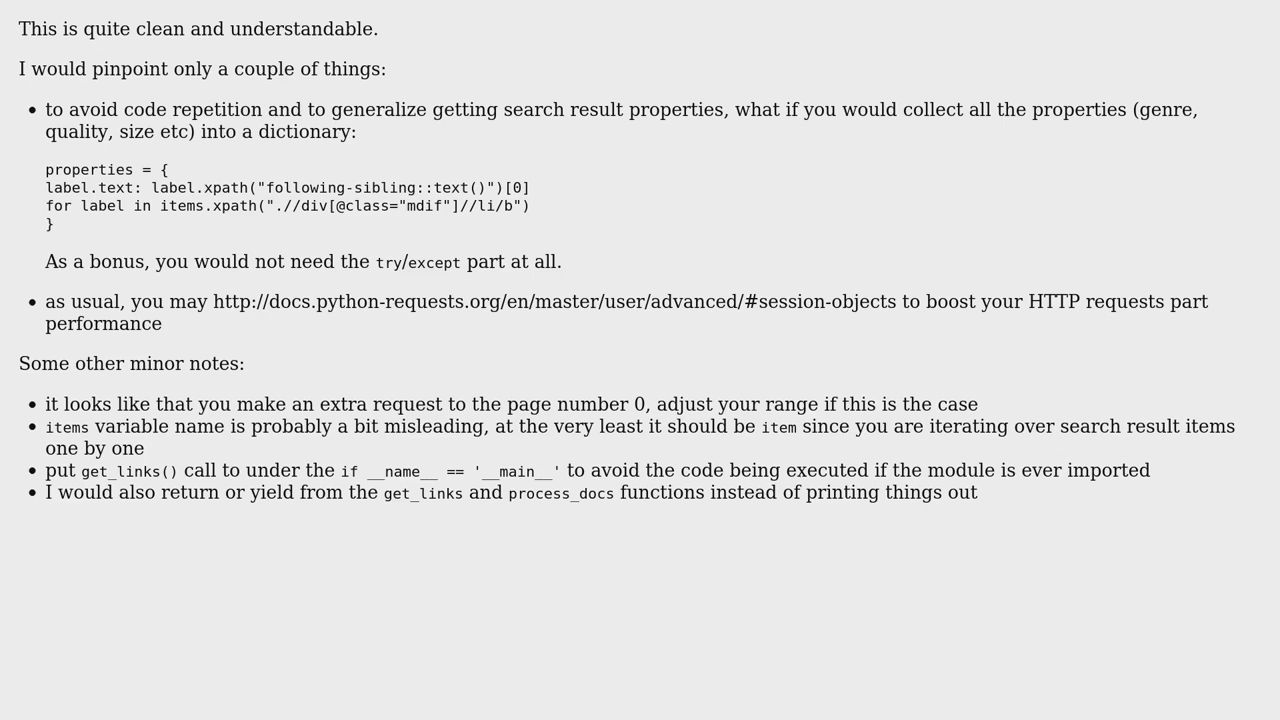 This is quite clean and understandable.
I would pinpoint only a couple of things:
• to avoid code repetition and to generalize getting search result properties, what if you would collect all the properties (genre,
quality, size etc) into a dictionary:
properties = {
label.text: label.xpath("following-sibling::text()")[0]
for label in items.xpath(".//div[@class="mdif"]//li/b")
}
As a bonus, you would not need the try/except part at all.
• as usual, you may http://docs.python-requests.org/en/master/user/advanced/#session-objects to boost your HTTP requests part
performance
Some other minor notes:
• it looks like that you make an extra request to the page number 0, adjust your range if this is the case
• items variable name is probably a bit misleading, at the very least it should be item since you are iterating over search result items
one by one
• put get_links() call to under the if __name__ == '__main__' to avoid the code being executed if the module is ever imported
• I would also return or yield from the get_links and process_docs functions instead of printing things out